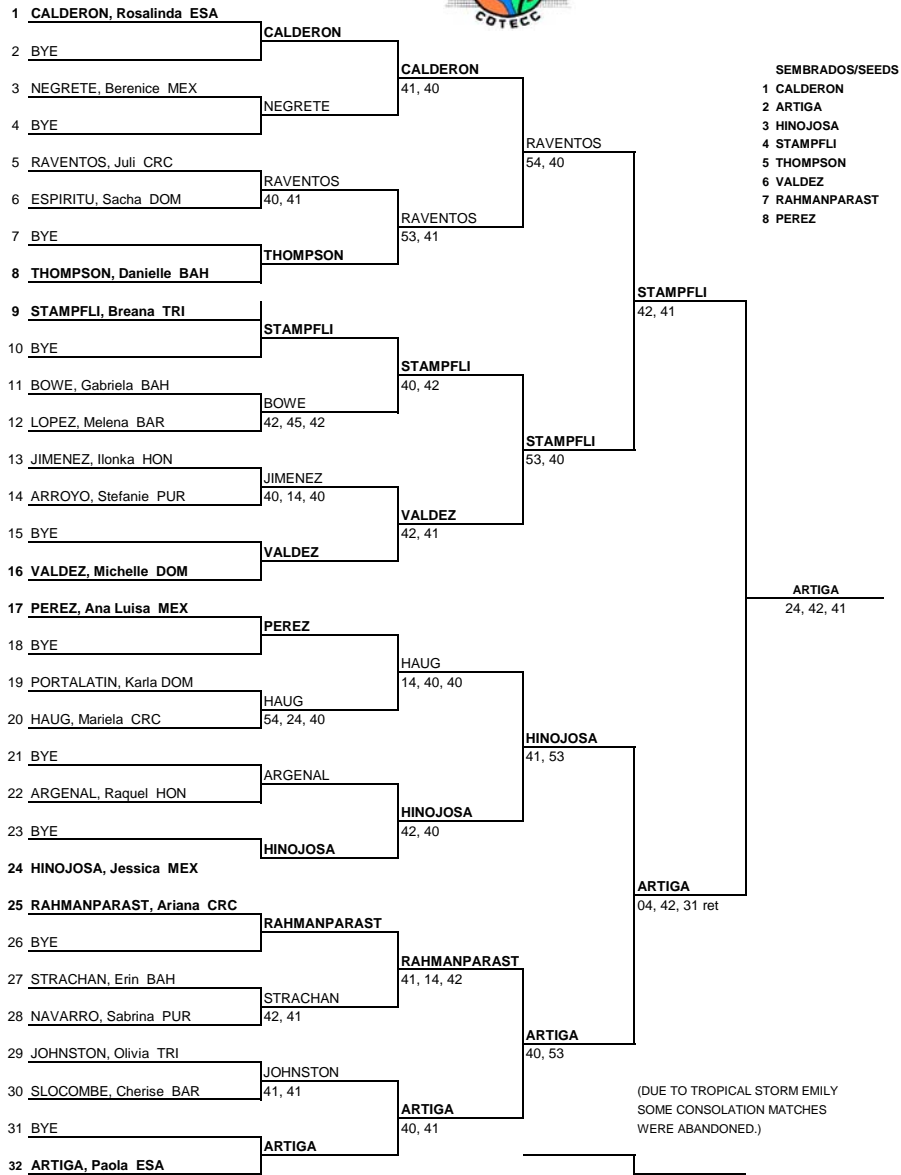 COTECC
1 CALDERON, Rosalinda ESA
CALDERON
2 BYE
CALDERON
41, 40
3 NEGRETE, Berenice MEX
NEGRETE
4 BYE
RAVENTOS
54, 40
5 RAVENTOS, Juli CRC
RAVENTOS
40, 41
6 ESPIRITU, Sacha DOM
RAVENTOS
53, 41
7 BYE
THOMPSON
8 THOMPSON, Danielle BAH
STAMPFLI
42, 41
9 STAMPFLI, Breana TRI
STAMPFLI
10 BYE
STAMPFLI
40, 42
11 BOWE, Gabriela BAH
BOWE
42, 45, 42
12 LOPEZ, Melena BAR
STAMPFLI
53, 40
13 JIMENEZ, Ilonka HON
JIMENEZ
40, 14, 40
14 ARROYO, Stefanie PUR
VALDEZ
42, 41
15 BYE
VALDEZ
16 VALDEZ, Michelle DOM
ARTIGA
24, 42, 41
17 PEREZ, Ana Luisa MEX
PEREZ
18 BYE
HAUG
14, 40, 40
19 PORTALATIN, Karla DOM
HAUG
54, 24, 40
20 HAUG, Mariela CRC
HINOJOSA
41, 53
21 BYE
ARGENAL
22 ARGENAL, Raquel HON
HINOJOSA
42, 40
23 BYE
HINOJOSA
24 HINOJOSA, Jessica MEX
ARTIGA
04, 42, 31 ret
25 RAHMANPARAST, Ariana CRC
RAHMANPARAST
26 BYE
RAHMANPARAST
41, 14, 42
27 STRACHAN, Erin BAH
STRACHAN
42, 41
28 NAVARRO, Sabrina PUR
ARTIGA
40, 53
29 JOHNSTON, Olivia TRI
JOHNSTON
41, 41
30 SLOCOMBE, Cherise BAR
ARTIGA
40, 41
31 BYE
ARTIGA
32 ARTIGA, Paola ESA
SEMBRADOS/SEEDS
1 CALDERON
2 ARTIGA
3 HINOJOSA
4 STAMPFLI
5 THOMPSON
6 VALDEZ
7 RAHMANPARAST
8 PEREZ
(DUE TO TROPICAL STORM EMILY
SOME CONSOLATION MATCHES
WERE ABANDONED.)